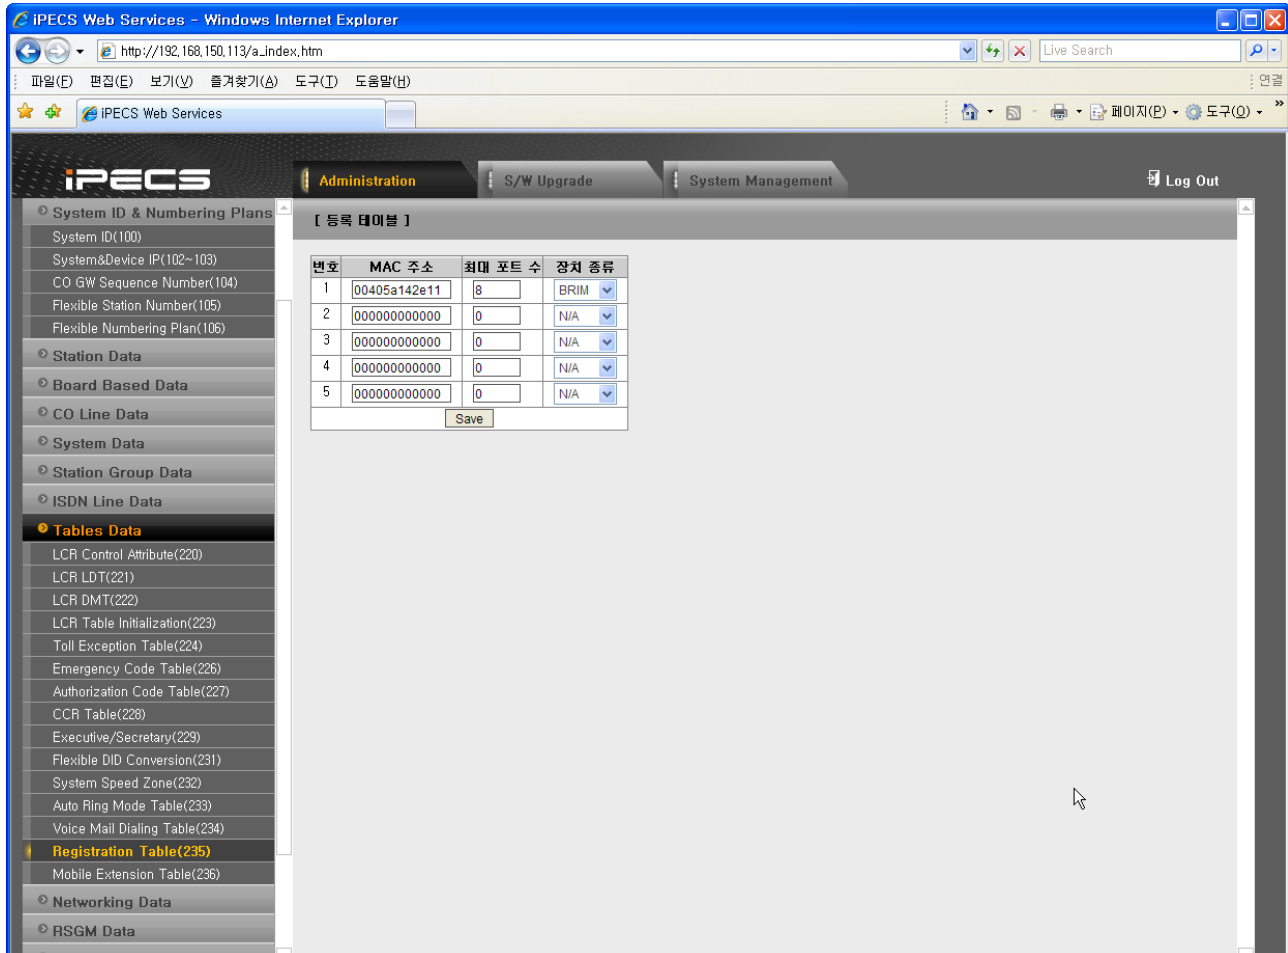 iPECS Web Services - Windows Internet Explorer
http://192.168.150.113/a_index.htm
Live Search
파일(F) 편집(E) 보기(V) 즐겨찾기(A) 도구(T) 도움말(H)
연결
iPECS Web Services
페이지(P) 도구(O) »
iPECS
Administration
S/W Upgrade
System Management
Log Out
System ID & Numbering Plans
System ID(100)
System&Device IP(102~103)
CO GW Sequence Number(104)
Flexible Station Number(105)
Flexible Numbering Plan(106)
Station Data
Board Based Data
CO Line Data
System Data
Station Group Data
ISDN Line Data
Tables Data
LCR Control Attribute(220)
LCR LDT(221)
LCR DMT(222)
LCR Table Initialization(223)
Toll Exception Table(224)
Emergency Code Table(226)
Authorization Code Table(227)
CCR Table(228)
Executive/Secretary(229)
Flexible DID Conversion(231)
System Speed Zone(232)
Auto Ring Mode Table(233)
Voice Mail Dialing Table(234)
Registration Table(235)
Mobile Extension Table(236)
Networking Data
RSGM Data
[ 등록 테이블 ]
번호 MAC 주소 최대 포트 수 장치 종류
1 00405a142e11 8 BRIM
2 000000000000 0 N/A
3 000000000000 0 N/A
4 000000000000 0 N/A
5 000000000000 0 N/A
Save